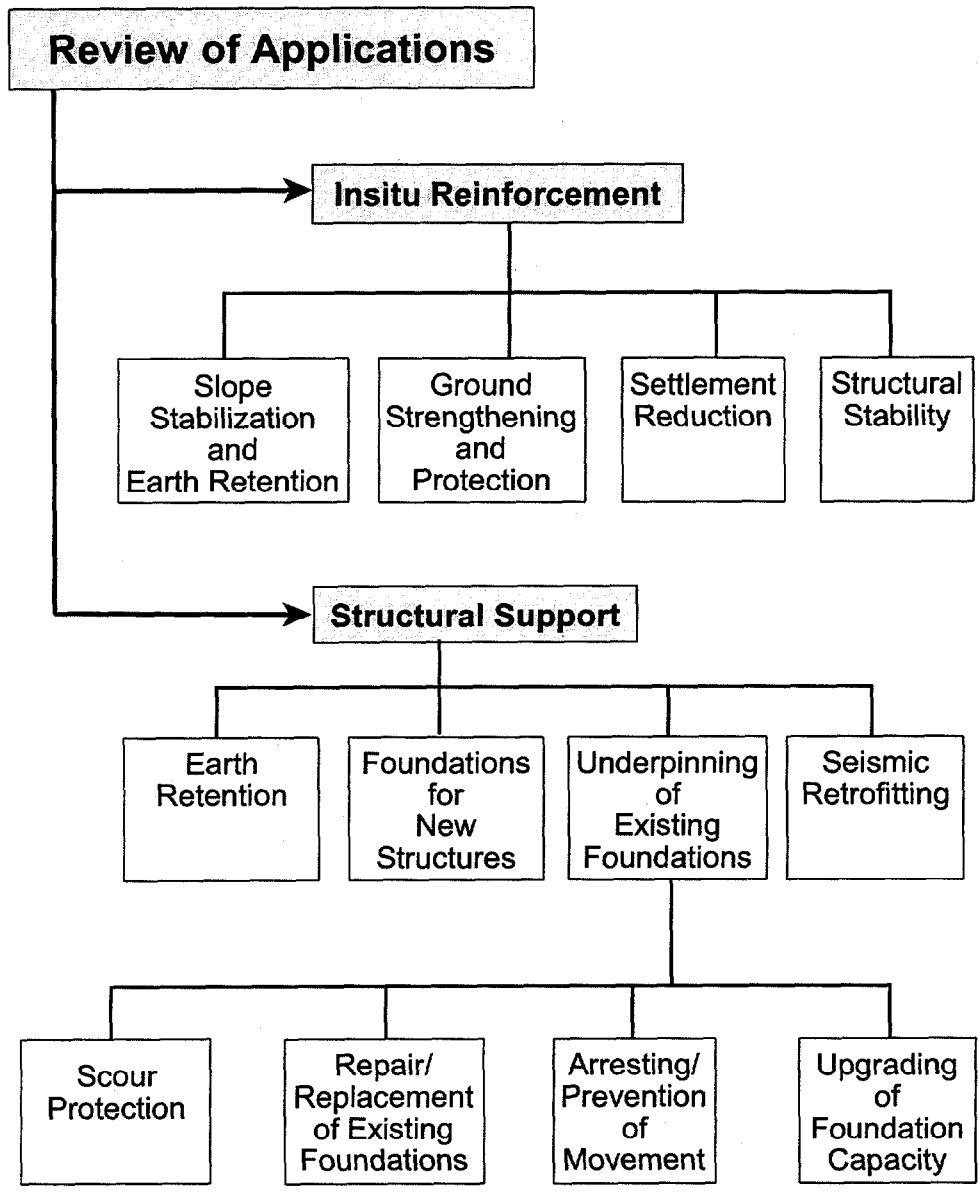 Review of Applications
Insitu Reinforcement
Slope
Stabilization
and
Earth Retention
Ground
Strengthening
and
Protection
Settlement
Reduction
Structural
Stability
Structural Support
Earth
Retention
Foundations
for
New
Structures
Underpinning
of
Existing
Foundations
Seismic
Retrofitting
Scour
Protection
Repair/
Replacement
of Existing
Foundations
Arresting/
Prevention
of
Movement
Upgrading
of
Foundation
Capacity